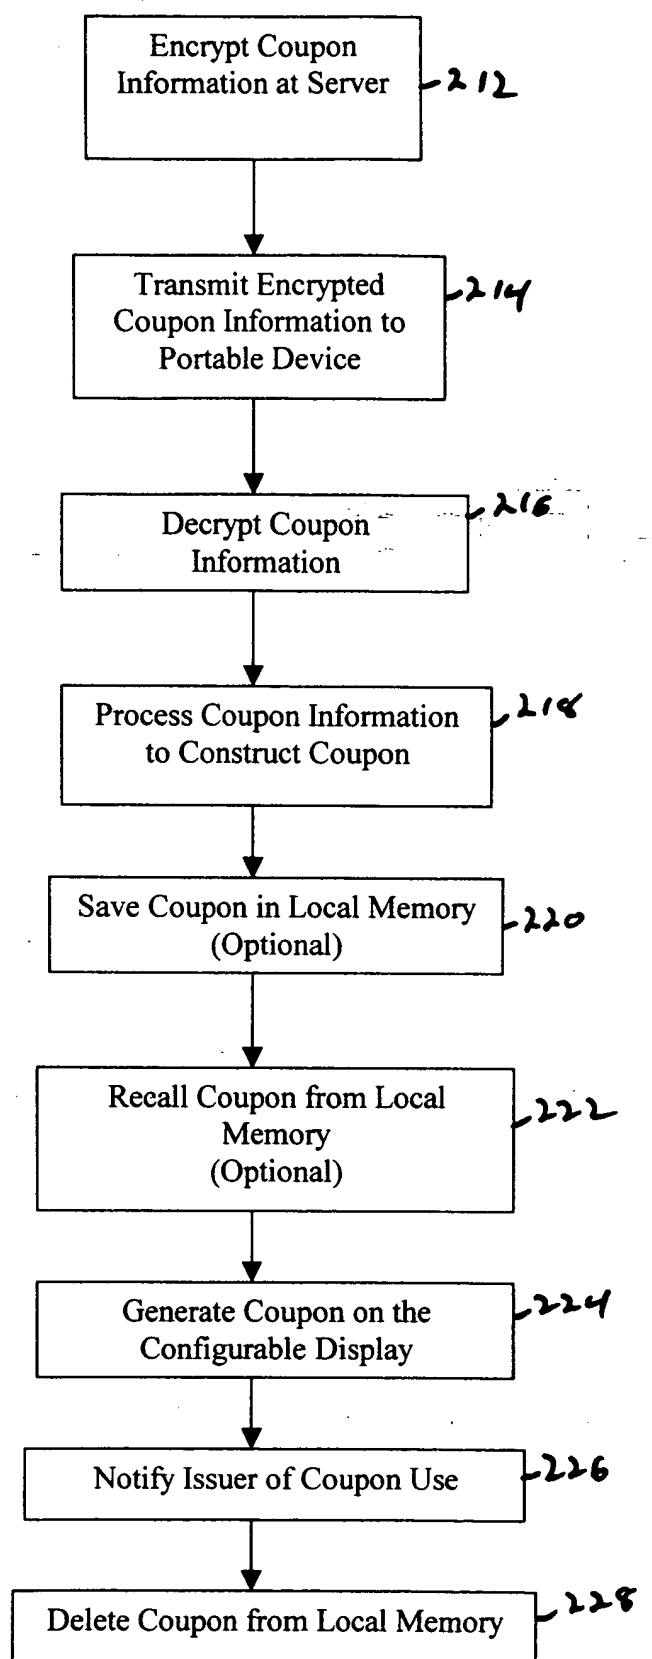 Encrypt Coupon
Information at Server
212
Transmit Encrypted
Coupon Information to
Portable Device
214
Decrypt Coupon
Information
216
Process Coupon Information
to Construct Coupon
218
Save Coupon in Local Memory
(Optional)
220
Recall Coupon from Local
Memory
(Optional)
222
Generate Coupon on the
Configurable Display
224
Notify Issuer of Coupon Use
226
Delete Coupon from Local Memory
228